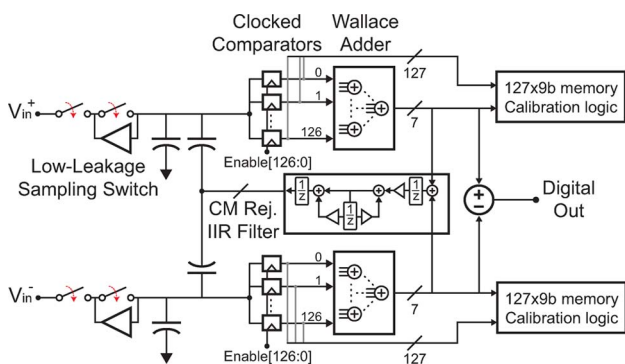 Clocked
Comparators
Wallace
Adder
0
1
126
127
7
127x9b memory
Calibration logic
Vin+
Low-Leakage
Sampling Switch
Enable[126:0]
1/z
1/z
1/z
CM Rej.
IIR Filter
+
−
Digital
Out
Vin-
0
1
126
7
127
127x9b memory
Calibration logic
Enable[126:0]